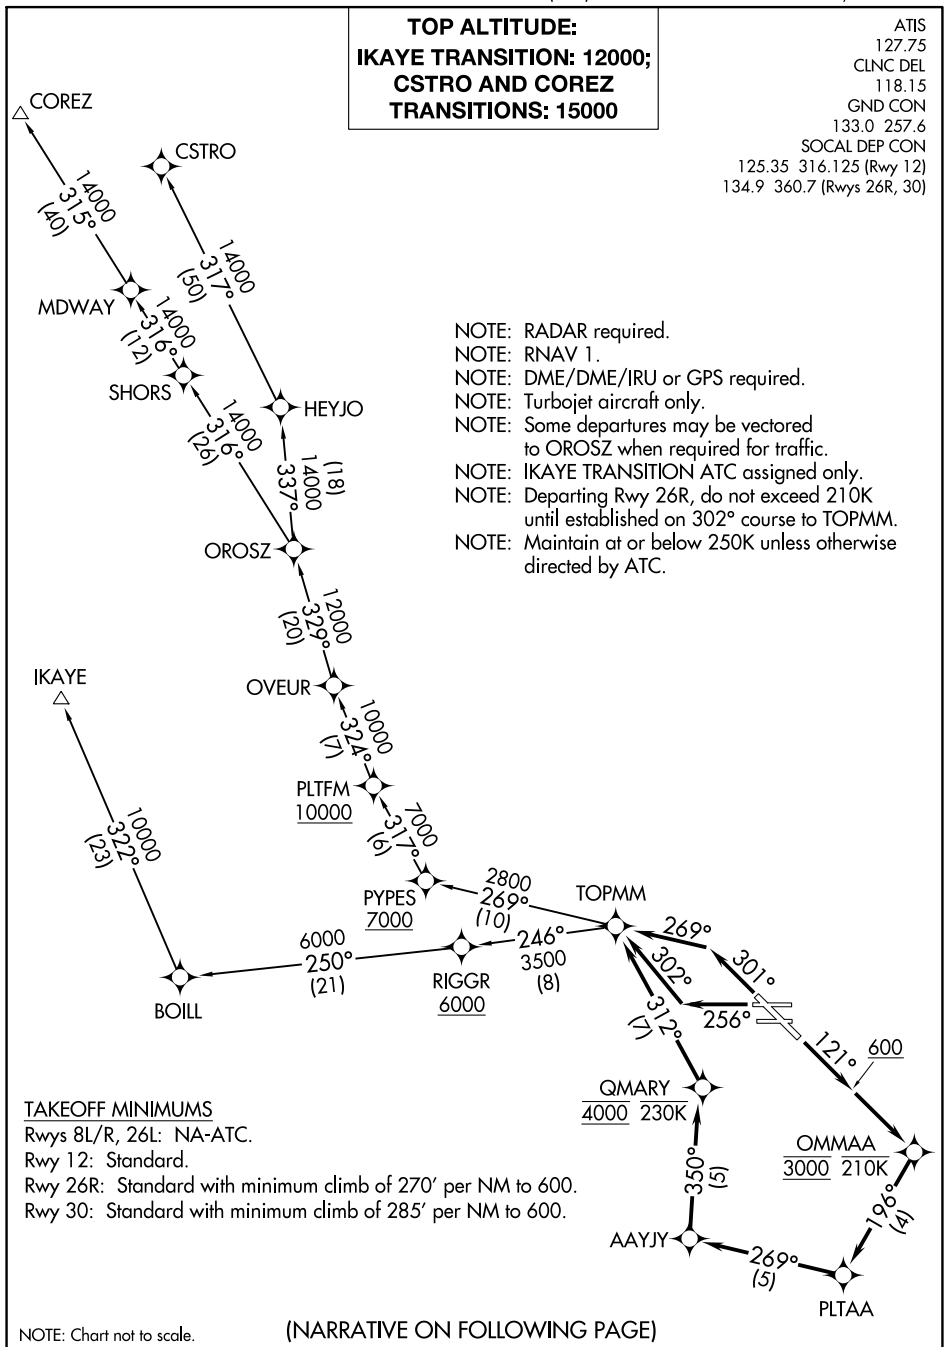 TOP ALTITUDE:
IKAYE TRANSITION: 12000;
CSTRO AND COREZ
TRANSITIONS: 15000
ATIS
127.75
CLNC DEL
118.15
GND CON
133.0 257.6
SOCAL DEP CON
125.35 316.125 (Rwy 12)
134.9 360.7 (Rwys 26R, 30)
COREZ
14000
315°
(40)
CSTRO
14000
317°
(50)
MDWAY
14000
316°
(12)
SHORS
14000
316°
(26)
HEYJO
(18)
14000
337°
OROSZ
NOTE: RADAR required.
NOTE: RNAV 1.
NOTE: DME/DME/IRU or GPS required.
NOTE: Turbojet aircraft only.
NOTE: Some departures may be vectored
to OROSZ when required for traffic.
NOTE: IKAYE TRANSITION ATC assigned only.
NOTE: Departing Rwy 26R, do not exceed 210K
until established on 302° course to TOPMM.
NOTE: Maintain at or below 250K unless otherwise
directed by ATC.
12000
329°
(20)
IKAYE
OVEUR
10000
324°
(7)
PLTFM
10000
7000
317°
(6)
10000
322°
(23)
PYPES
7000
2800
269°
(10)
TOPMM
269°
301°
302°
256°
246°
3500
(8)
6000
250°
(21)
RIGGR
6000
BOILL
312°
(7)
121°
600
QMARY
4000 230K
OMMAA
3000 210K
350°
(5)
196°
(4)
AAYJY
269°
(5)
PLTAA
TAKEOFF MINIMUMS
Rwys 8L/R, 26L: NA-ATC.
Rwy 12: Standard.
Rwy 26R: Standard with minimum climb of 270' per NM to 600.
Rwy 30: Standard with minimum climb of 285' per NM to 600.
NOTE: Chart not to scale.
(NARRATIVE ON FOLLOWING PAGE)